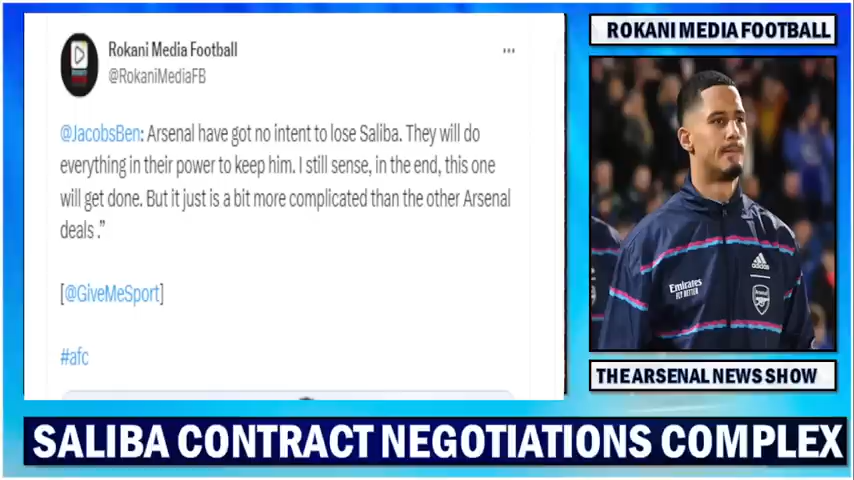 Rokani Media Football
@RokaniMediaFB
@JacobsBen: Arsenal have got no intent to lose Saliba. They will do
everything in their power to keep him. I still sense, in the end, this one
will get done. But it just is a bit more complicated than the other Arsenal
deals ."
[@GiveMeSport]
#afc
ROKANI MEDIA FOOTBALL
adidas
Emirates
FLY BETTER
Arsenal
THE ARSENAL NEWS SHOW
SALIBA CONTRACT NEGOTIATIONS COMPLEX